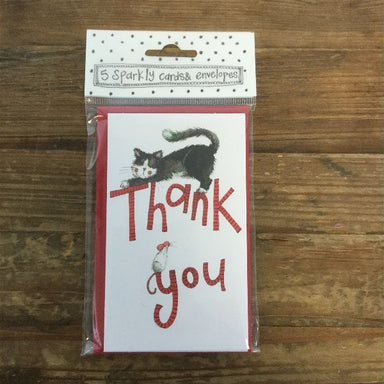 5 sparkly cards & envelopes
Thank
you